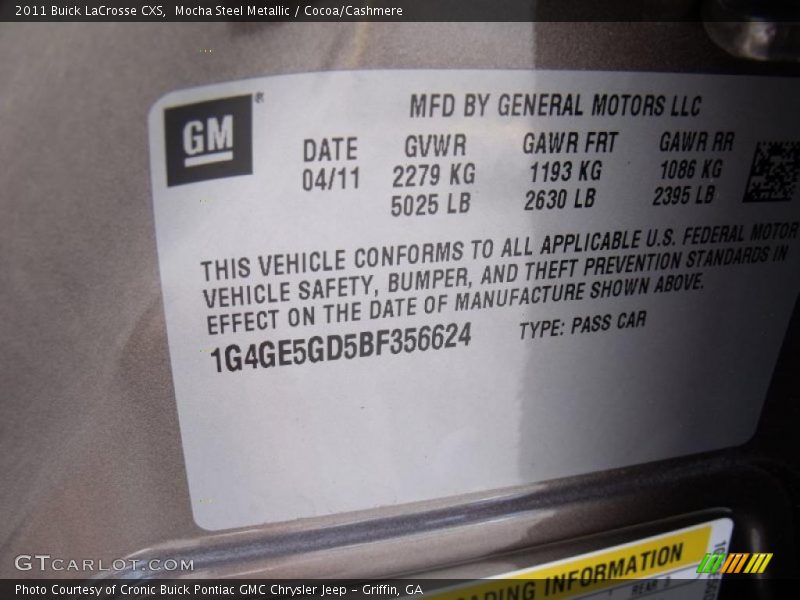 2011 Buick LaCrosse CXS,  Mocha Steel Metallic / Cocoa/Cashmere
GM®
MFD BY GENERAL MOTORS LLC
DATE GVWR GAWR FRT GAWR RR
04/11 2279 KG 1193 KG 1086 KG
5025 LB 2630 LB 2395 LB
THIS VEHICLE CONFORMS TO ALL APPLICABLE U.S. FEDERAL MOTOR
VEHICLE SAFETY, BUMPER, AND THEFT PREVENTION STANDARDS IN
EFFECT ON THE DATE OF MANUFACTURE SHOWN ABOVE.
1G4GE5GD5BF356624 TYPE: PASS CAR
INFORMATION
REAR
GTCARLOT.COM
Photo Courtesy of Cronic Buick Pontiac GMC Chrysler Jeep - Griffin, GA